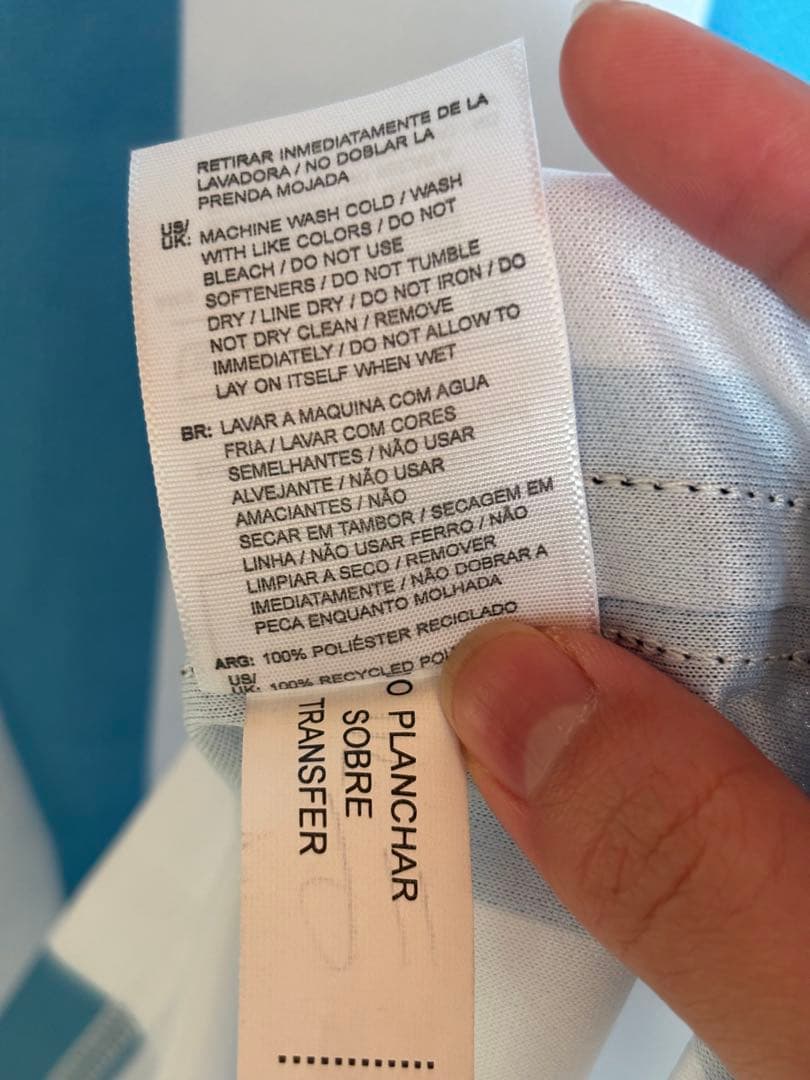 RETIRAR INMEDIATAMENTE DE LA
LAVADORA / NO DOBLAR LA
PRENDA MOJADA
US/
UK: MACHINE WASH COLD / WASH
WITH LIKE COLORS / DO NOT
BLEACH / DO NOT USE
SOFTENERS / DO NOT TUMBLE
DRY / LINE DRY / DO NOT IRON / DO
NOT DRY CLEAN / REMOVE
IMMEDIATELY / DO NOT ALLOW TO
LAY ON ITSELF WHEN WET
BR: LAVAR A MAQUINA COM AGUA
FRIA / LAVAR COM CORES
SEMELHANTES / NÃO USAR
ALVEJANTE / NÃO USAR
AMACIANTES / NÃO
SECAR EM TAMBOR / SECAGEM EM
LINHA / NÃO USAR FERRO / NÃO
LIMPIAR A SECO / REMOVER
IMEDIATAMENTE / NÃO DOBRAR A
PECA ENQUANTO MOLHADA
ARG: 100% POLIÉSTER RECICLADO
US/
UK: 100% RECYCLED
PLANCHAR
SOBRE
TRANSFER